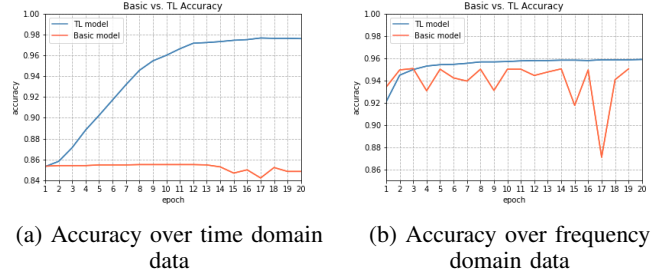 Basic vs. TL Accuracy
TL model
Basic model
1.00
0.98
0.96
0.94
0.92
0.90
0.88
0.86
0.84
accuracy
1 2 3 4 5 6 7 8 9 10 11 12 13 14 15 16 17 18 19 20
epoch
(a) Accuracy over time domain
data
Basic vs. TL Accuracy
TL model
Basic model
1.00
0.98
0.96
0.94
0.92
0.90
0.88
0.86
accuracy
1 2 3 4 5 6 7 8 9 10 11 12 13 14 15 16 17 18 19 20
epoch
(b) Accuracy over frequency
domain data